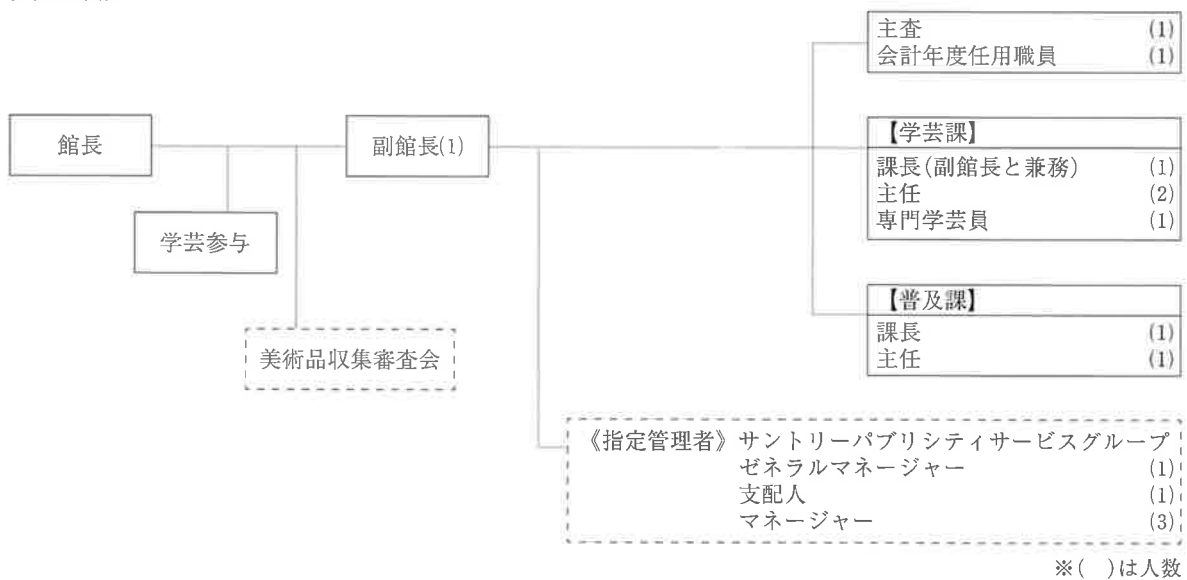 館長
学芸参与
美術品収集審査会
副館長(1)
主査 (1)
会計年度任用職員 (1)
【学芸課】
課長(副館長と兼務) (1)
主任 (2)
専門学芸員 (1)
【普及課】
課長 (1)
主任 (1)
《指定管理者》サントリーパブリシティサービスグループ
ゼネラルマネージャー (1)
支配人 (1)
マネージャー (3)
※( )は人数